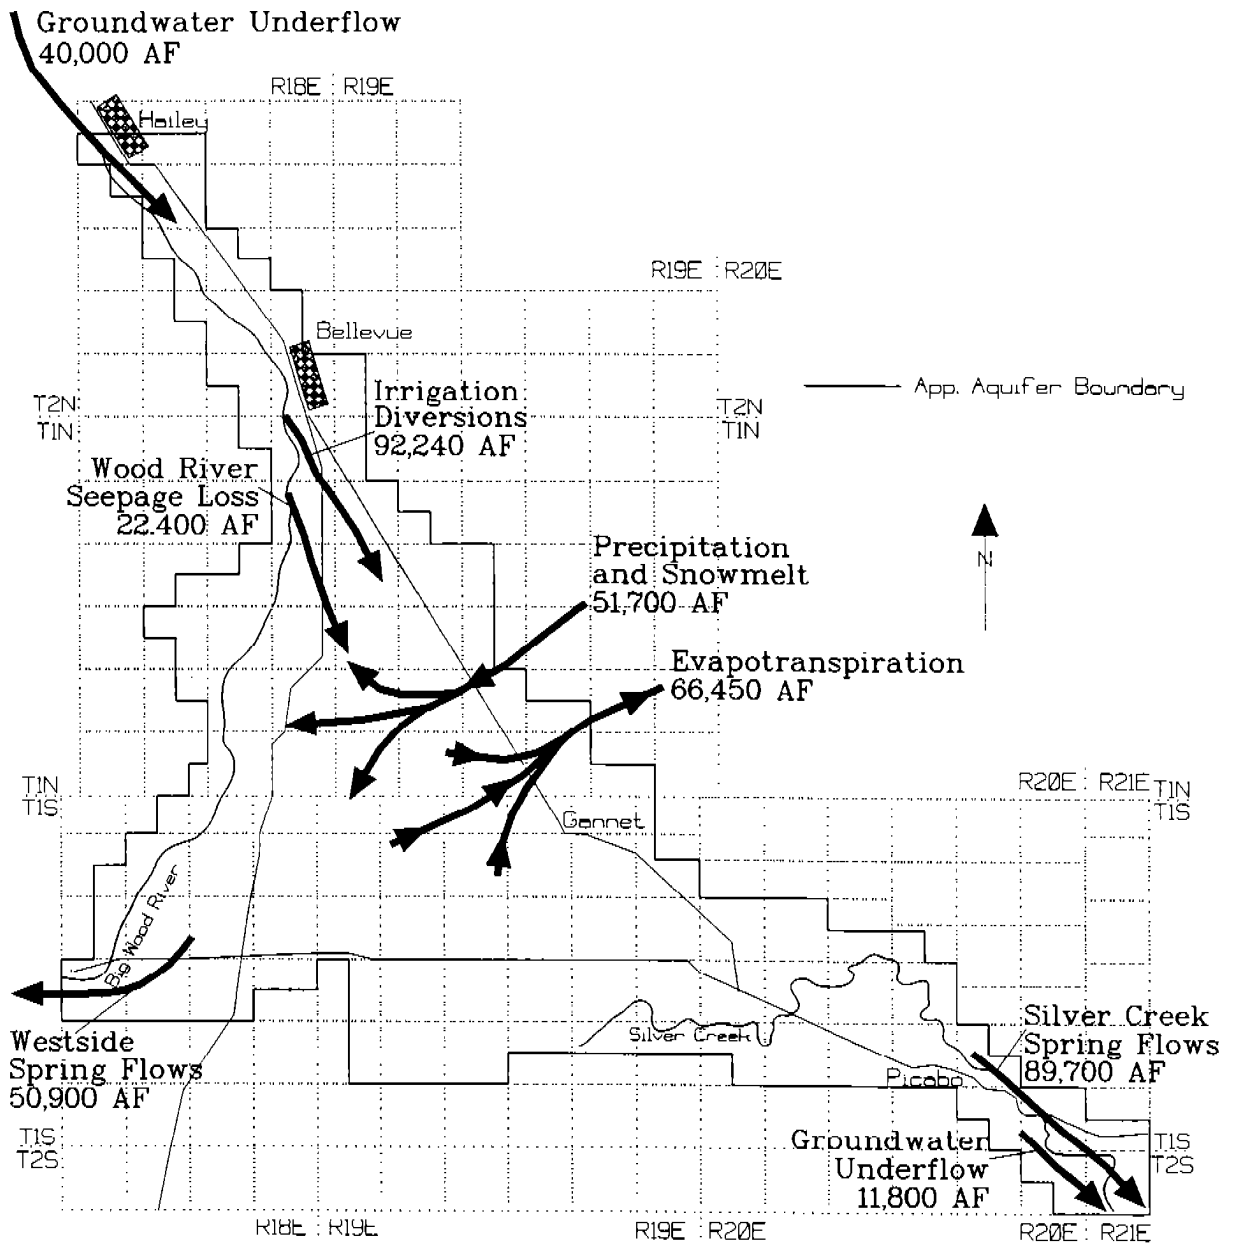 Groundwater Underflow
40,000 AF
R18E R19E
Hailey
R19E R20E
Bellevue
Irrigation
Diversions
92,240 AF
App. Aquifer Boundary
T2N
T1N
T2N
T1N
Wood River
Seepage Loss
22.400 AF
N
Precipitation
and Snowmelt
51,700 AF
Evapotranspiration
66,450 AF
T1N
T1S
R20E R21E
T1N
T1S
Gannet
Big Wood River
Westside
Spring Flows
50,900 AF
Silver Creek
Silver Creek
Spring Flows
89,700 AF
Picabo
Groundwater
Underflow
11,800 AF
T1S
T2S
T1S
T2S
R18E R19E
R19E R20E
R20E R21E